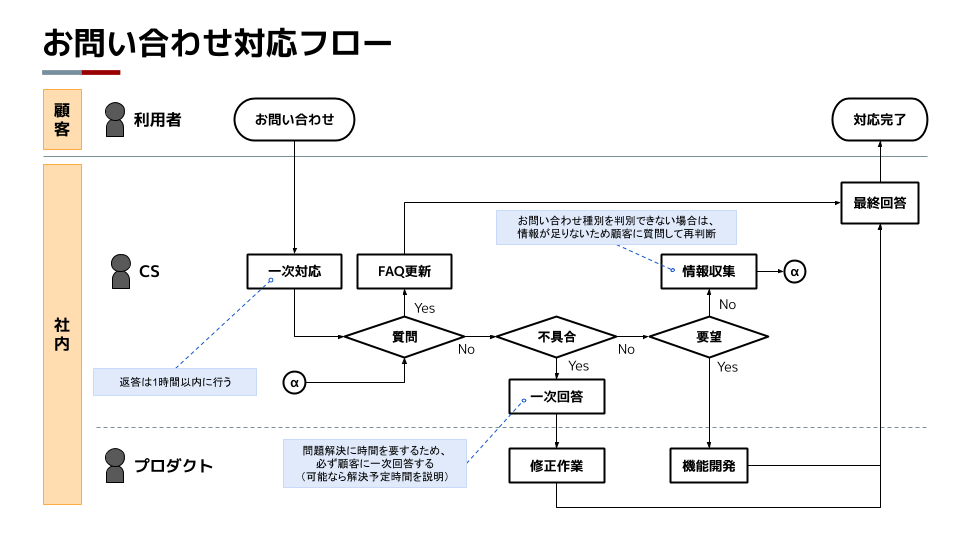 お問い合わせ対応フロー
顧
客
利用者
お問い合わせ
対応完了
社
内
CS
最終回答
お問い合わせ種別を判別できない場合は、
情報が足りないため顧客に質問して再判断
一次対応
FAQ更新
情報収集
α
Yes
No
質問
不具合
要望
No
No
Yes
Yes
返答は1時間以内に行う
α
一次回答
プロダクト
問題解決に時間を要するため、
必ず顧客に一次回答する
（可能なら解決予定時間を説明）
修正作業
機能開発